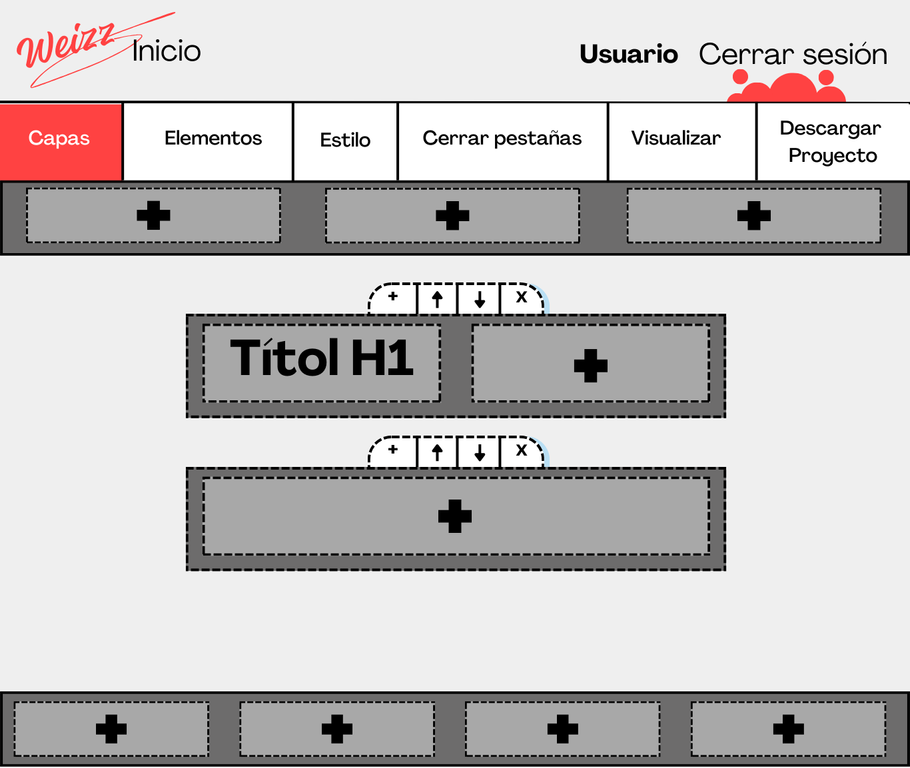 Weizz Inicio Usuario Cerrar sesión
Capas Elementos Estilo Cerrar pestañas Visualizar Descargar Proyecto
+ + +
+ ↑ ↓ X
Títol H1 +
+ ↑ ↓ X
+
+ + + +